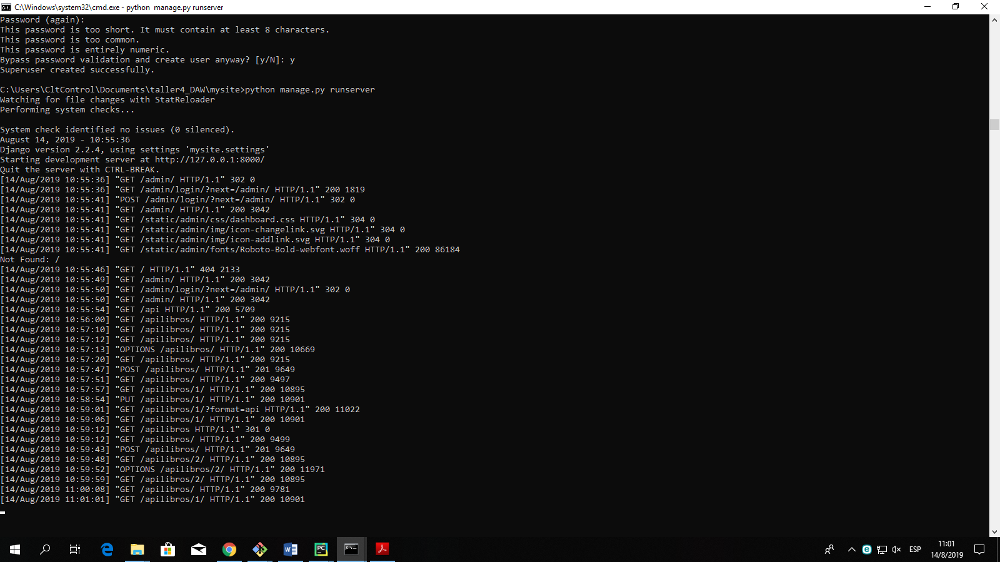 C:\Windows\system32\cmd.exe - python  manage.py runserver
Password (again):
This password is too short. It must contain at least 8 characters.
This password is too common.
This password is entirely numeric.
Bypass password validation and create user anyway? [y/N]: y
Superuser created successfully.
C:\Users\CltControl\Documents\taller4_DAW\mysite>python manage.py runserver
Watching for file changes with StatReloader
Performing system checks...
System check identified no issues (0 silenced).
August 14, 2019 - 10:55:36
Django version 2.2.4, using settings 'mysite.settings'
Starting development server at http://127.0.0.1:8000/
Quit the server with CTRL-BREAK.
[14/Aug/2019 10:55:36] "GET /admin/ HTTP/1.1" 302 0
[14/Aug/2019 10:55:36] "GET /admin/login/?next=/admin/ HTTP/1.1" 200 1819
[14/Aug/2019 10:55:41] "POST /admin/login/?next=/admin/ HTTP/1.1" 302 0
[14/Aug/2019 10:55:41] "GET /admin/ HTTP/1.1" 200 3042
[14/Aug/2019 10:55:41] "GET /static/admin/css/dashboard.css HTTP/1.1" 304 0
[14/Aug/2019 10:55:41] "GET /static/admin/img/icon-changelink.svg HTTP/1.1" 304 0
[14/Aug/2019 10:55:41] "GET /static/admin/img/icon-addlink.svg HTTP/1.1" 304 0
[14/Aug/2019 10:55:41] "GET /static/admin/fonts/Roboto-Bold-webfont.woff HTTP/1.1" 200 86184
Not Found: /
[14/Aug/2019 10:55:46] "GET / HTTP/1.1" 404 2133
[14/Aug/2019 10:55:49] "GET /admin/ HTTP/1.1" 200 3042
[14/Aug/2019 10:55:50] "GET /admin/login/?next=/admin/ HTTP/1.1" 302 0
[14/Aug/2019 10:55:50] "GET /admin/ HTTP/1.1" 200 3042
[14/Aug/2019 10:55:54] "GET /api HTTP/1.1" 200 5709
[14/Aug/2019 10:56:00] "GET /apilibros/ HTTP/1.1" 200 9215
[14/Aug/2019 10:57:10] "GET /apilibros/ HTTP/1.1" 200 9215
[14/Aug/2019 10:57:12] "GET /apilibros/ HTTP/1.1" 200 9215
[14/Aug/2019 10:57:13] "OPTIONS /apilibros/ HTTP/1.1" 200 10669
[14/Aug/2019 10:57:20] "GET /apilibros/ HTTP/1.1" 200 9215
[14/Aug/2019 10:57:47] "POST /apilibros/ HTTP/1.1" 201 9649
[14/Aug/2019 10:57:51] "GET /apilibros/ HTTP/1.1" 200 9497
[14/Aug/2019 10:57:57] "GET /apilibros/1/ HTTP/1.1" 200 10895
[14/Aug/2019 10:58:54] "PUT /apilibros/1/ HTTP/1.1" 200 10901
[14/Aug/2019 10:59:01] "GET /apilibros/1/?format=api HTTP/1.1" 200 11022
[14/Aug/2019 10:59:06] "GET /apilibros/1/ HTTP/1.1" 200 10901
[14/Aug/2019 10:59:12] "GET /apilibros HTTP/1.1" 301 0
[14/Aug/2019 10:59:12] "GET /apilibros/ HTTP/1.1" 200 9499
[14/Aug/2019 10:59:43] "POST /apilibros/ HTTP/1.1" 201 9649
[14/Aug/2019 10:59:48] "GET /apilibros/2/ HTTP/1.1" 200 10895
[14/Aug/2019 10:59:52] "OPTIONS /apilibros/2/ HTTP/1.1" 200 11971
[14/Aug/2019 10:59:59] "GET /apilibros/2/ HTTP/1.1" 200 10895
[14/Aug/2019 11:00:08] "GET /apilibros/ HTTP/1.1" 200 9781
[14/Aug/2019 11:01:01] "GET /apilibros/1/ HTTP/1.1" 200 10901
ESP
11:01
14/8/2019